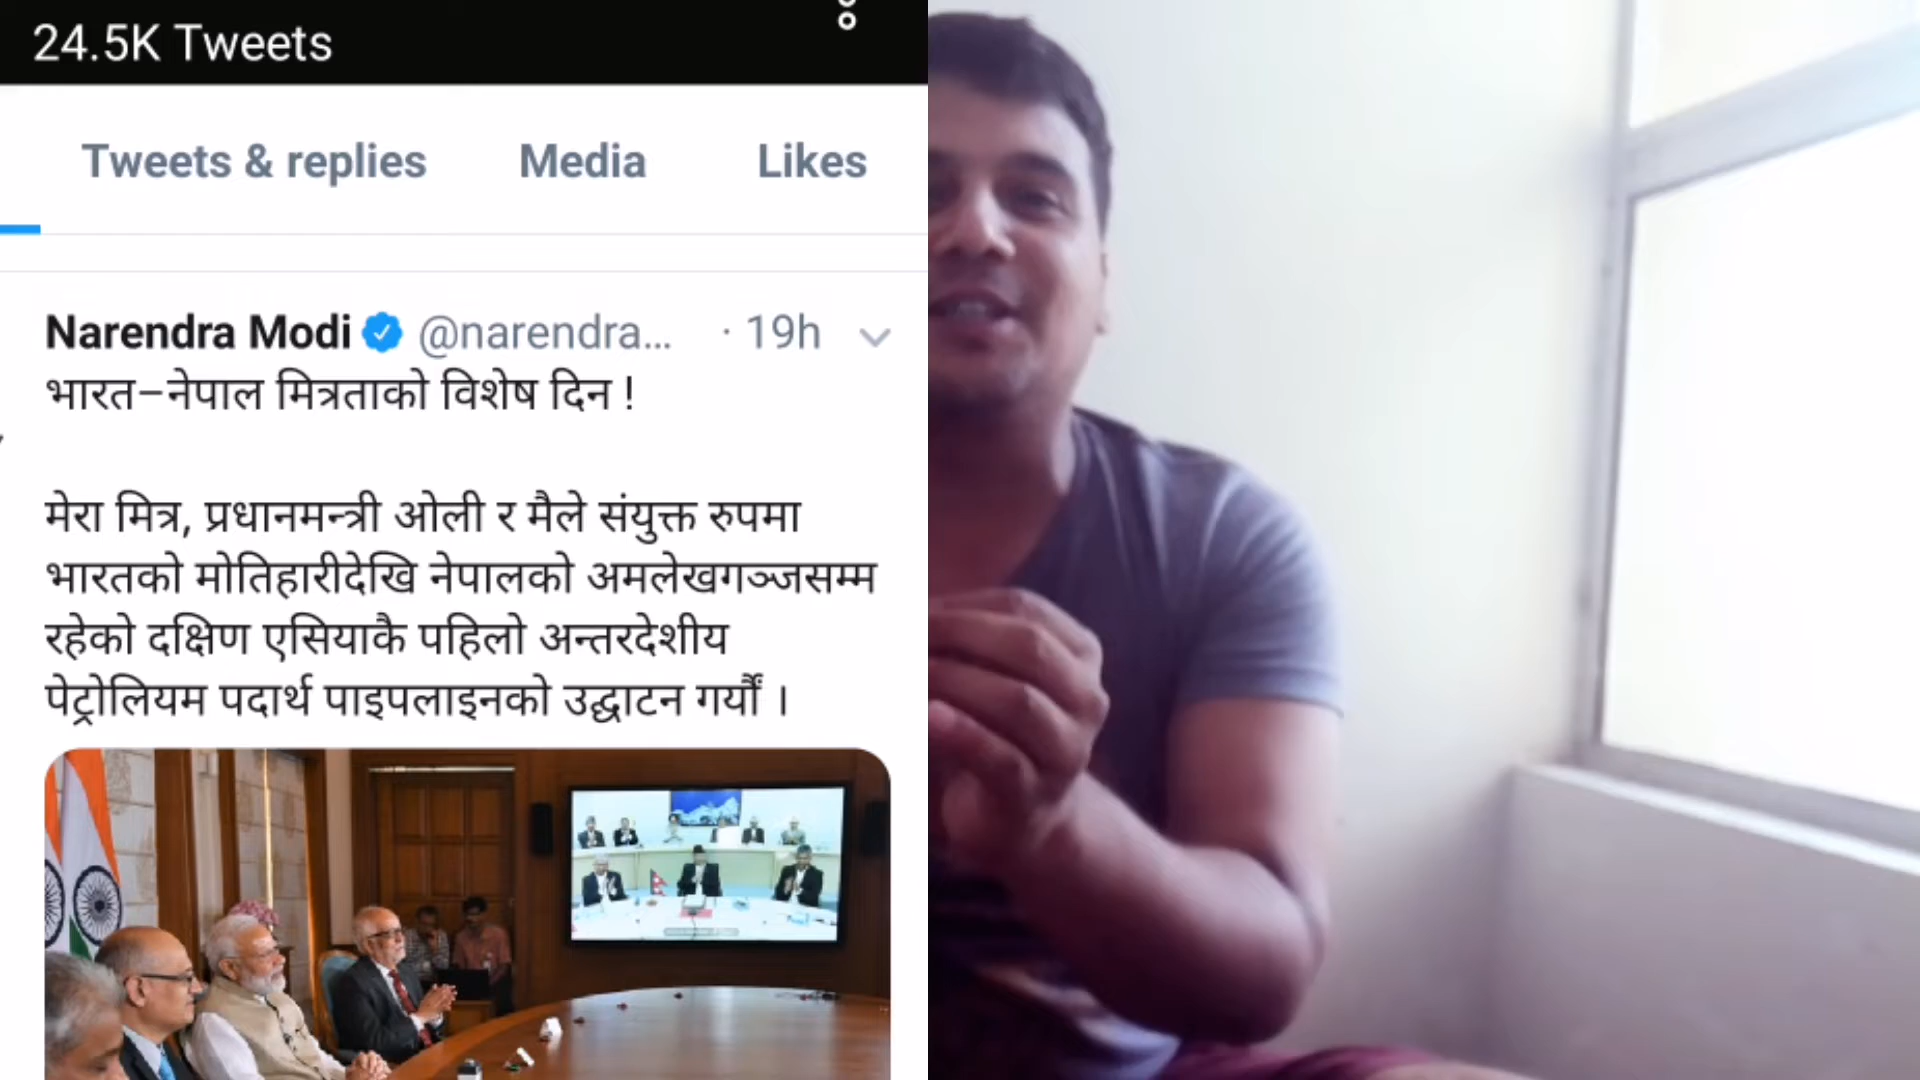 24.5K Tweets
Tweets & replies Media Likes
Narendra Modi @narendra... · 19h
भारत–नेपाल मित्रताको विशेष दिन !
मेरा मित्र, प्रधानमन्त्री ओली र मैले संयुक्त रुपमा
भारतको मोतिहारीदेखि नेपालको अमलेखगञ्जसम्म
रहेको दक्षिण एसियाकै पहिलो अन्तरदेशीय
पेट्रोलियम पदार्थ पाइपलाइनको उद्घाटन गर्यौं ।